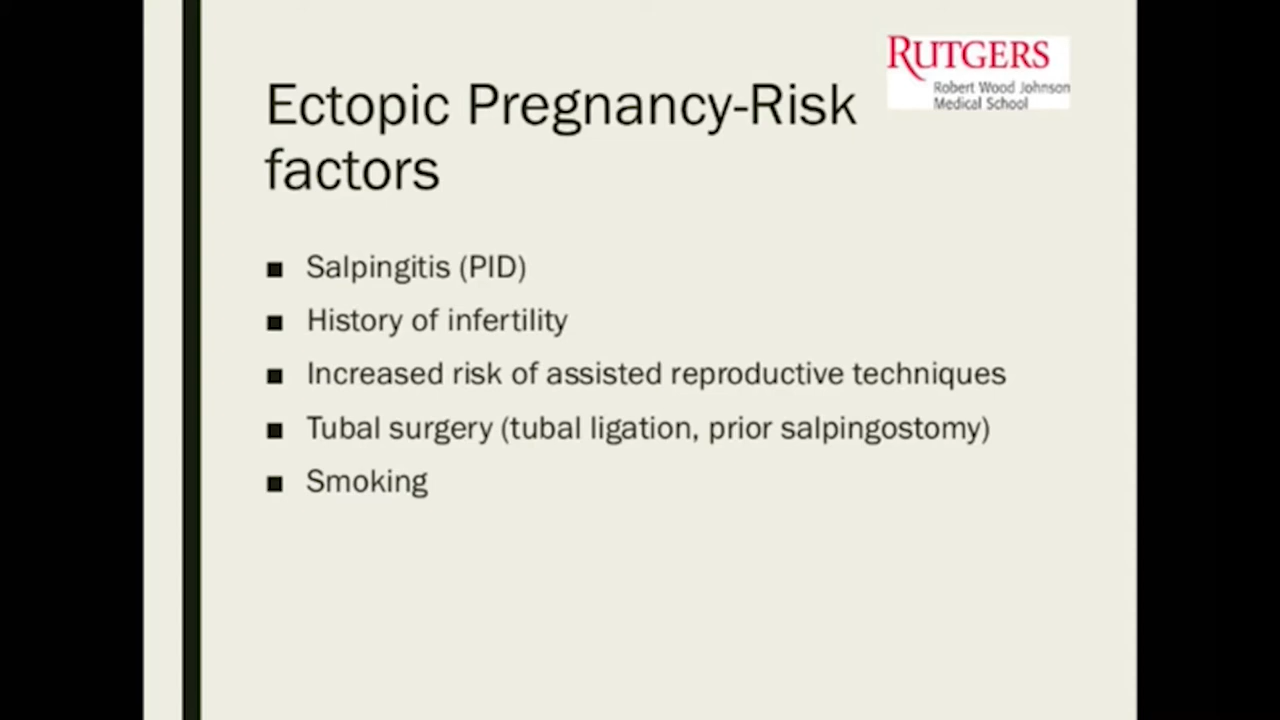 RUTGERS
Robert Wood Johnson
Medical School
Ectopic Pregnancy-Risk
factors
■ Salpingitis (PID)
■ History of infertility
■ Increased risk of assisted reproductive techniques
■ Tubal surgery (tubal ligation, prior salpingostomy)
■ Smoking